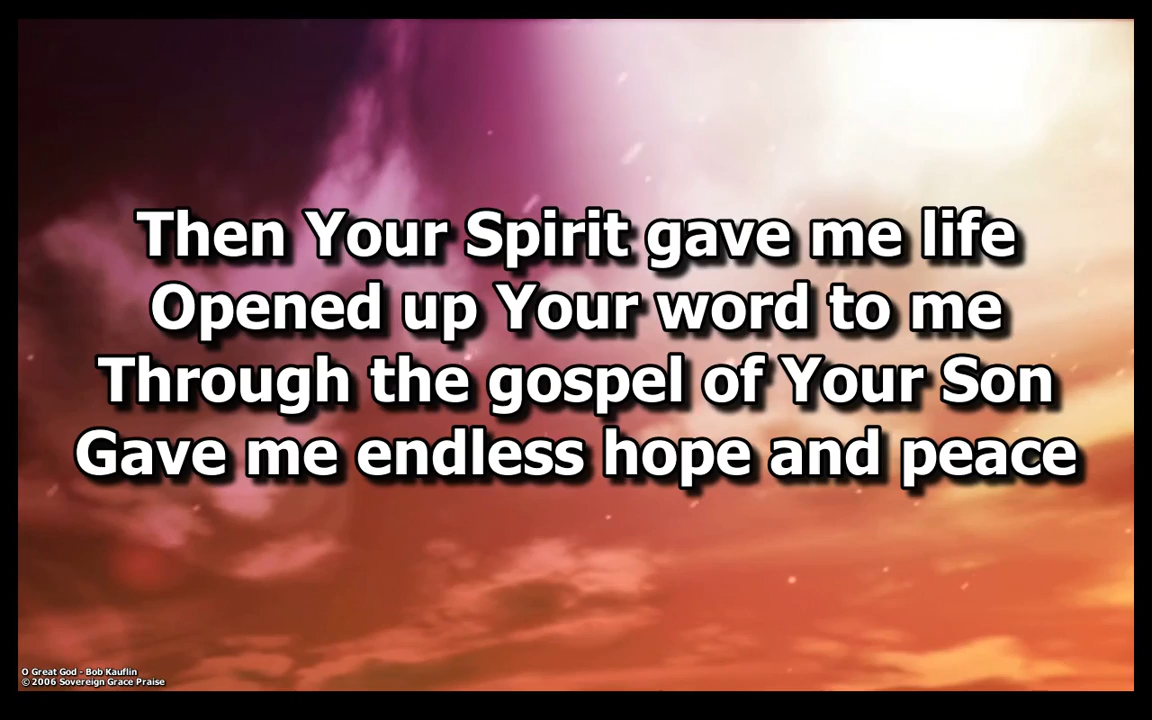 Then Your Spirit gave me life
Opened up Your word to me
Through the gospel of Your Son
Gave me endless hope and peace
O Great God - Bob Kauflin
© 2006 Sovereign Grace Praise